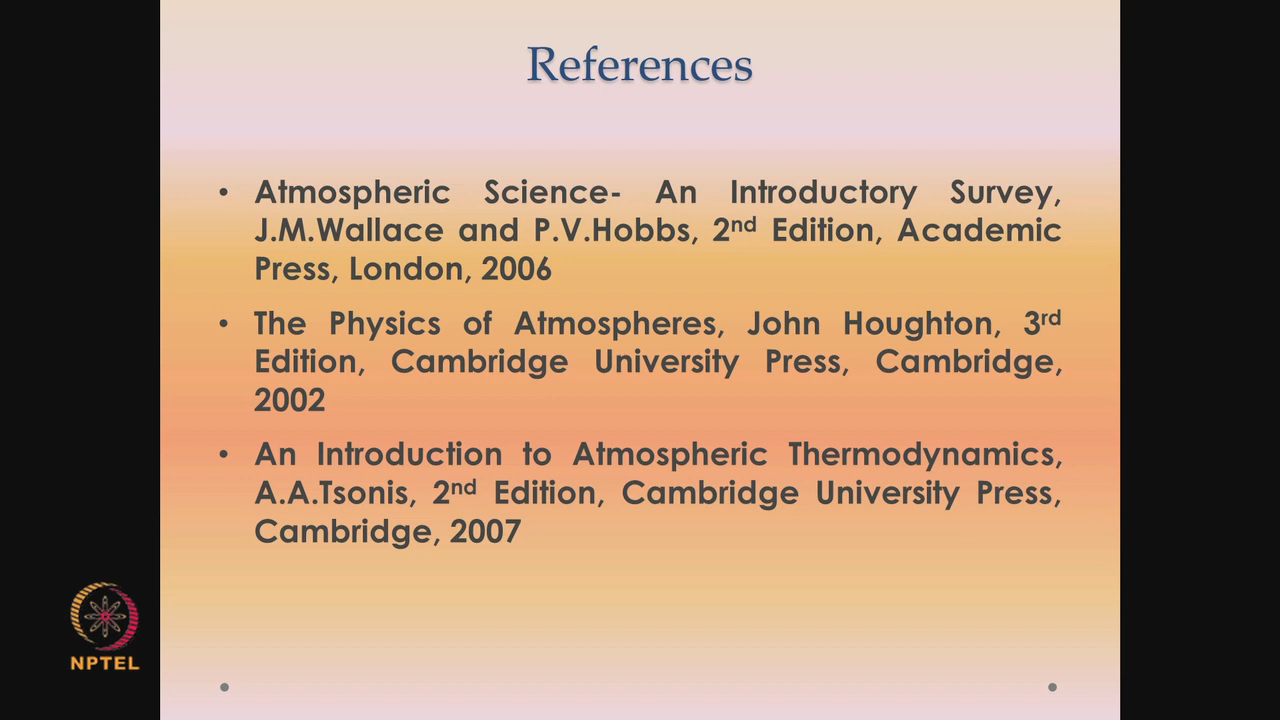 References
• Atmospheric Science- An Introductory Survey,
J.M.Wallace and P.V.Hobbs, 2nd Edition, Academic
Press, London, 2006
• The Physics of Atmospheres, John Houghton, 3rd
Edition, Cambridge University Press, Cambridge,
2002
• An Introduction to Atmospheric Thermodynamics,
A.A.Tsonis, 2nd Edition, Cambridge University Press,
Cambridge, 2007
NPTEL